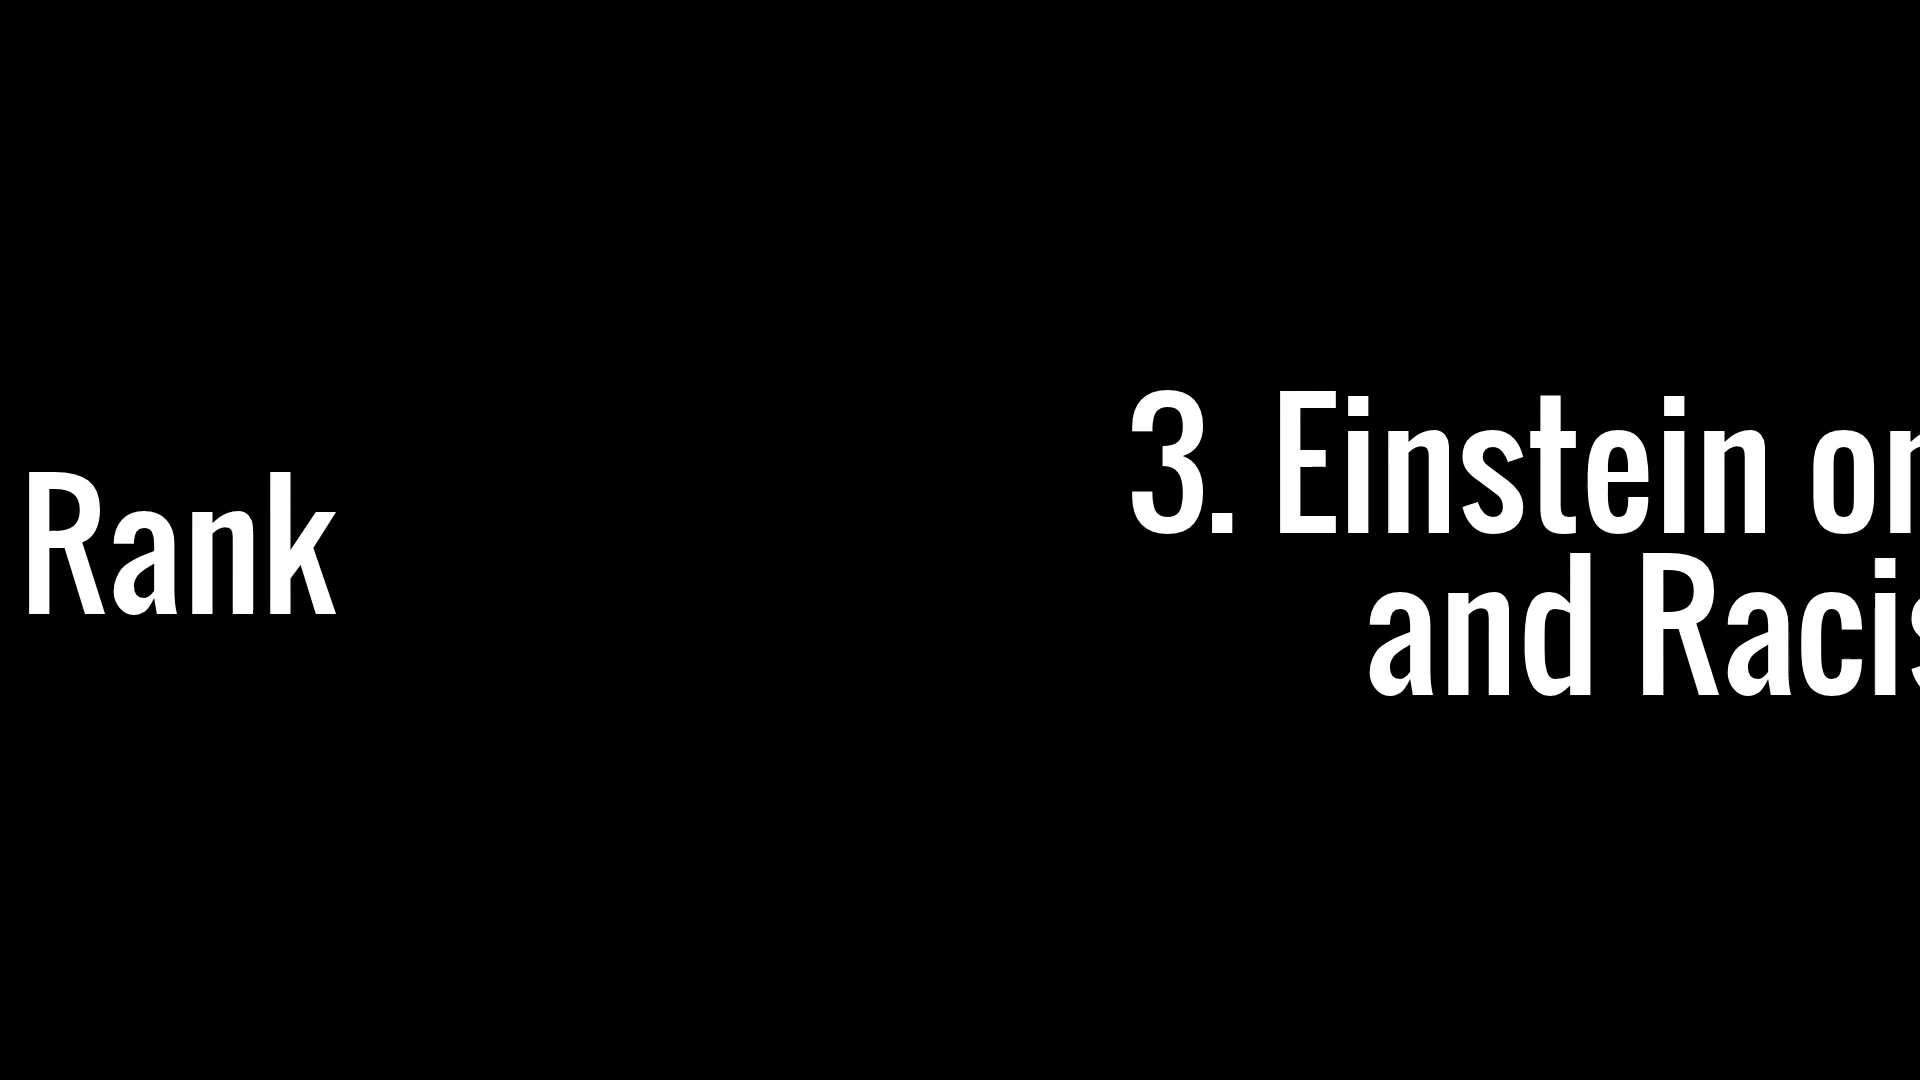 Rank
3. Einstein
and